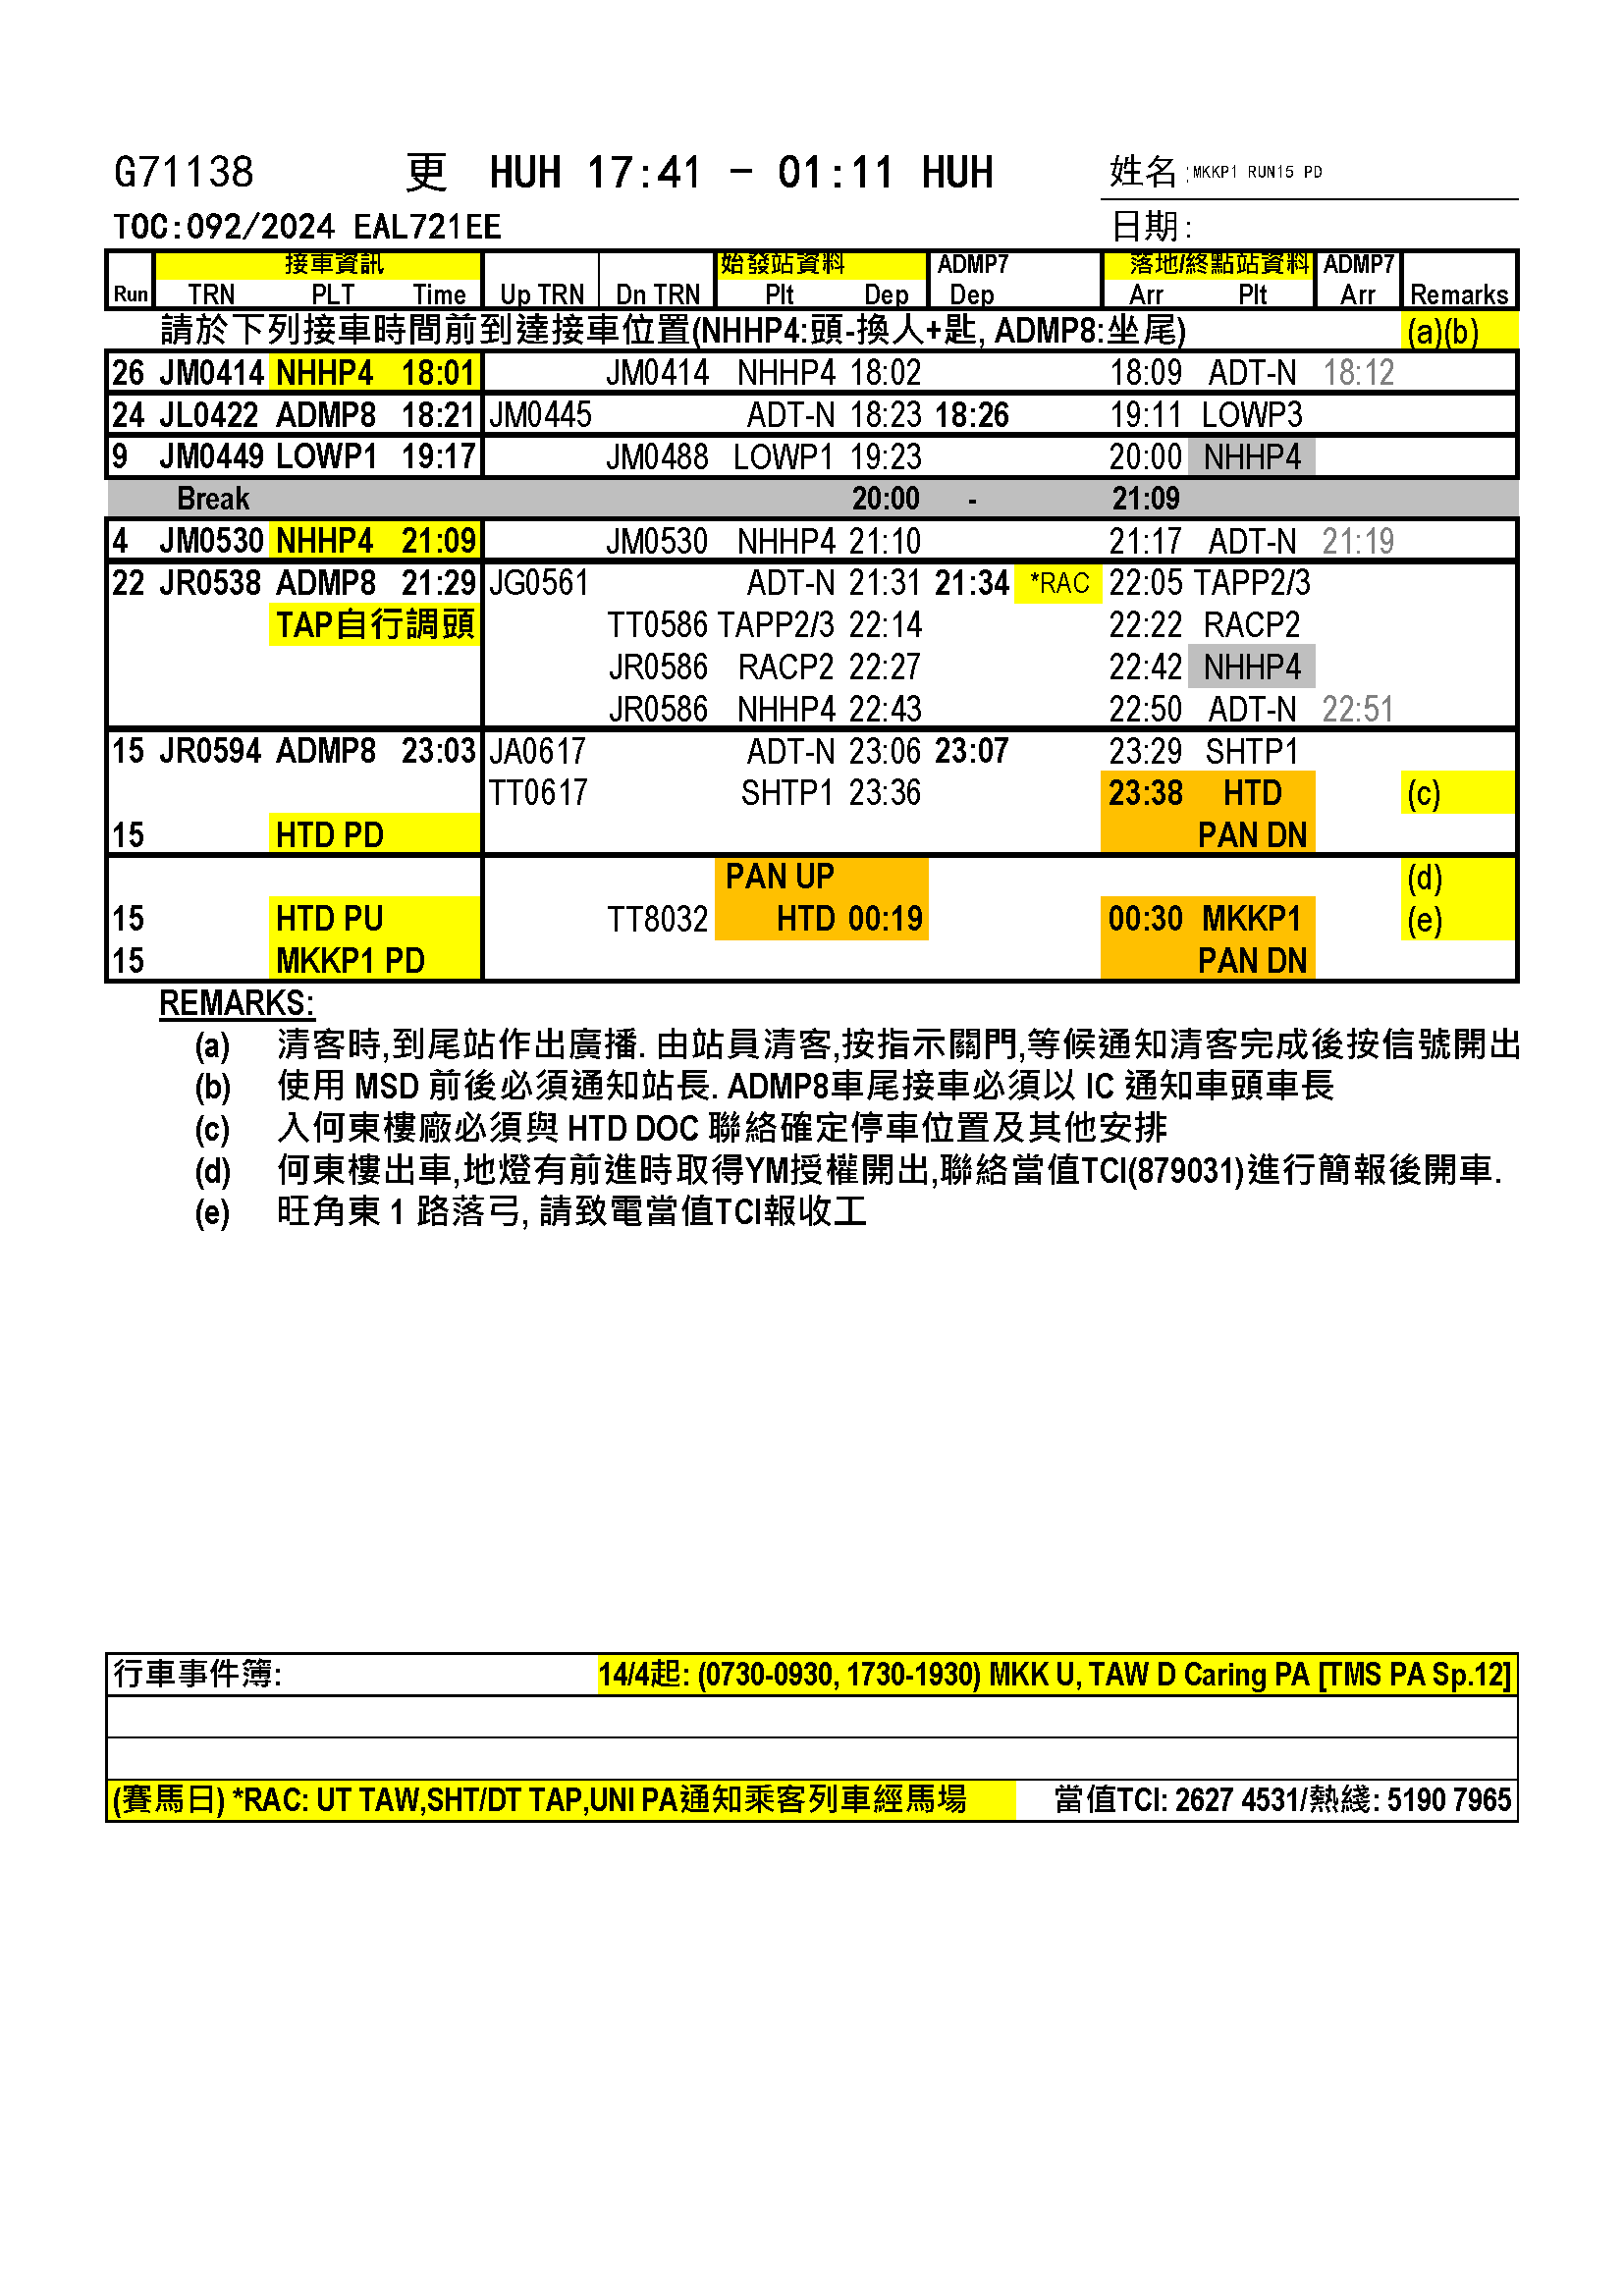 G71138 更 HUH 17:41 - 01:11 HUH 姓名:MKKP1 RUN15 PD
TOC:092/2024 EAL721EE 日期:
接車資訊 始發站資料 ADMP7 落地/終點站資料 ADMP7
Run TRN PLT Time Up TRN Dn TRN Plt Dep Dep Arr Plt Arr Remarks
請於下列接車時間前到達接車位置(NHHP4:頭-換人+匙, ADMP8:坐尾) (a)(b)
26 JM0414 NHHP4 18:01 JM0414 NHHP4 18:02 18:09 ADT-N 18:12
24 JL0422 ADMP8 18:21 JM0445 ADT-N 18:23 18:26 19:11 LOWP3
9 JM0449 LOWP1 19:17 JM0488 LOWP1 19:23 20:00 NHHP4
Break 20:00 - 21:09
4 JM0530 NHHP4 21:09 JM0530 NHHP4 21:10 21:17 ADT-N 21:19
22 JR0538 ADMP8 21:29 JG0561 ADT-N 21:31 21:34 *RAC 22:05 TAPP2/3
TAP自行調頭 TT0586 TAPP2/3 22:14 22:22 RACP2
JR0586 RACP2 22:27 22:42 NHHP4
JR0586 NHHP4 22:43 22:50 ADT-N 22:51
15 JR0594 ADMP8 23:03 JA0617 ADT-N 23:06 23:07 23:29 SHTP1
TT0617 SHTP1 23:36 23:38 HTD (c)
15 HTD PD PAN DN
PAN UP (d)
15 HTD PU TT8032 HTD 00:19 00:30 MKKP1 (e)
15 MKKP1 PD PAN DN
REMARKS:
(a) 清客時,到尾站作出廣播. 由站員清客,按指示關門,等候通知清客完成後按信號開出
(b) 使用 MSD 前後必須通知站長. ADMP8車尾接車必須以 IC 通知車頭車長
(c) 入何東樓廠必須與 HTD DOC 聯絡確定停車位置及其他安排
(d) 何東樓出車,地燈有前進時取得YM授權開出,聯絡當值TCI(879031)進行簡報後開車.
(e) 旺角東 1 路落弓, 請致電當值TCI報收工
行車事件簿: 14/4起: (0730-0930, 1730-1930) MKK U, TAW D Caring PA [TMS PA Sp.12]
(賽馬日) *RAC: UT TAW,SHT/DT TAP,UNI PA通知乘客列車經馬場 當值TCI: 2627 4531/熱綫: 5190 7965